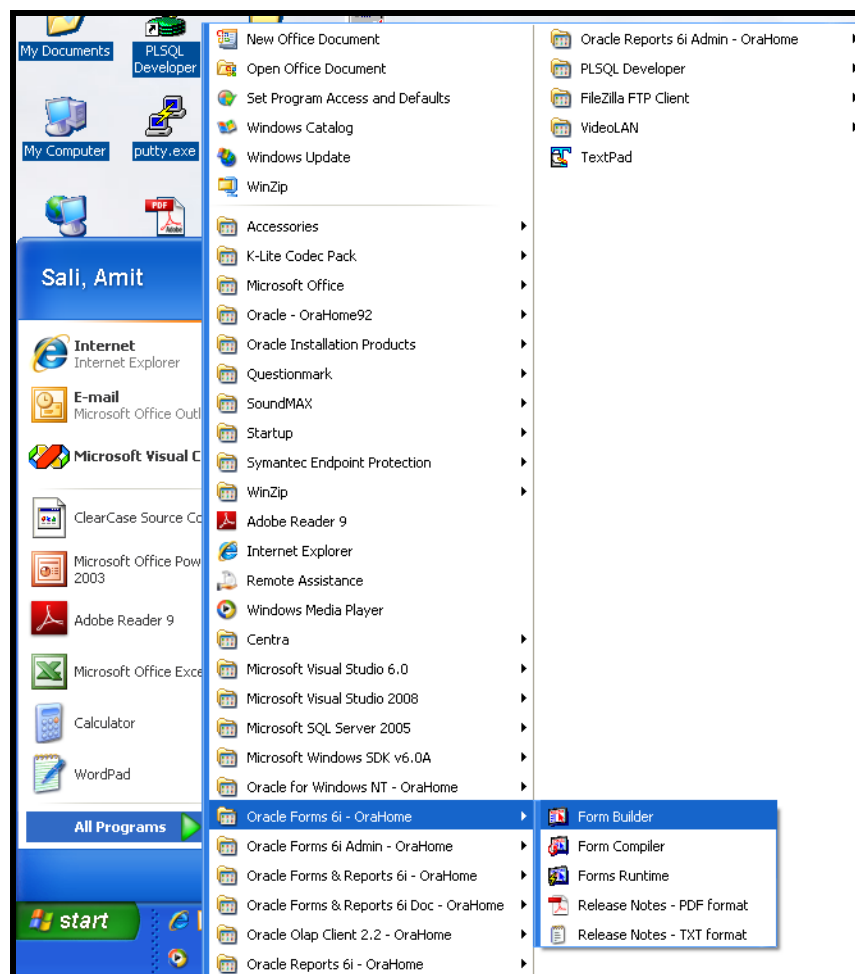 My Documents
PLSQL
Developer
My Computer
putty.exe
PDF
Adobe
Sali, Amit
Internet
Internet Explorer
E-mail
Microsoft Office Outl
Microsoft Visual C
ClearCase Source Co
Microsoft Office Pow
2003
Adobe Reader 9
Microsoft Office Exce
Calculator
WordPad
All Programs
start
New Office Document
Open Office Document
Set Program Access and Defaults
Windows Catalog
Windows Update
WinZip
Accessories
K-Lite Codec Pack
Microsoft Office
Oracle - OraHome92
Oracle Installation Products
Questionmark
SoundMAX
Startup
Symantec Endpoint Protection
WinZip
Adobe Reader 9
Internet Explorer
Remote Assistance
Windows Media Player
Centra
Microsoft Visual Studio 6.0
Microsoft Visual Studio 2008
Microsoft SQL Server 2005
Microsoft Windows SDK v6.0A
Oracle for Windows NT - OraHome
Oracle Forms 6i - OraHome
Oracle Forms 6i Admin - OraHome
Oracle Forms & Reports 6i - OraHome
Oracle Forms & Reports 6i Doc - OraHome
Oracle Olap Client 2.2 - OraHome
Oracle Reports 6i - OraHome
Oracle Reports 6i Admin - OraHome
PLSQL Developer
FileZilla FTP Client
VideoLAN
TextPad
Form Builder
Form Compiler
Forms Runtime
Release Notes - PDF format
Release Notes - TXT format